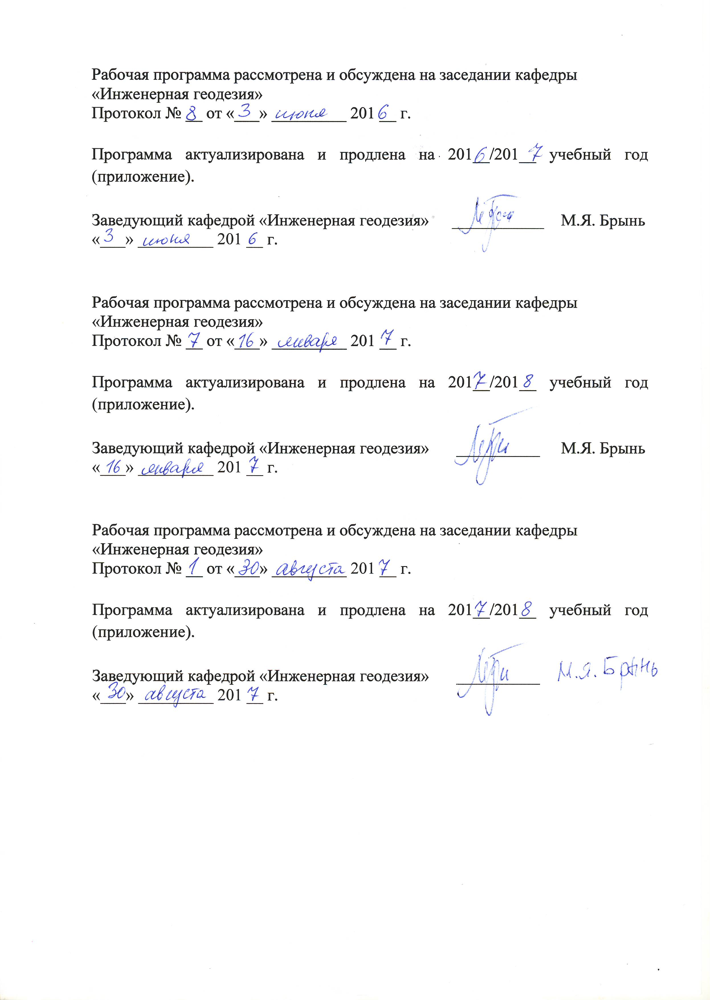 Рабочая программа рассмотрена и обсуждена на заседании кафедры
«Инженерная геодезия»
Протокол № 8 от «3» июня 2016 г.
Программа актуализирована и продлена на 2016/2017 учебный год
(приложение).
Заведующий кафедрой «Инженерная геодезия» М.Я. Брынь
«3» июня 2016 г.
Рабочая программа рассмотрена и обсуждена на заседании кафедры
«Инженерная геодезия»
Протокол № 7 от «16» января 2017 г.
Программа актуализирована и продлена на 2017/2018 учебный год
(приложение).
Заведующий кафедрой «Инженерная геодезия» М.Я. Брынь
«16» января 2017 г.
Рабочая программа рассмотрена и обсуждена на заседании кафедры
«Инженерная геодезия»
Протокол № 1 от «30» августа 2017 г.
Программа актуализирована и продлена на 2017/2018 учебный год
(приложение).
Заведующий кафедрой «Инженерная геодезия» М.Я. Брынь
«30» августа 2017 г.